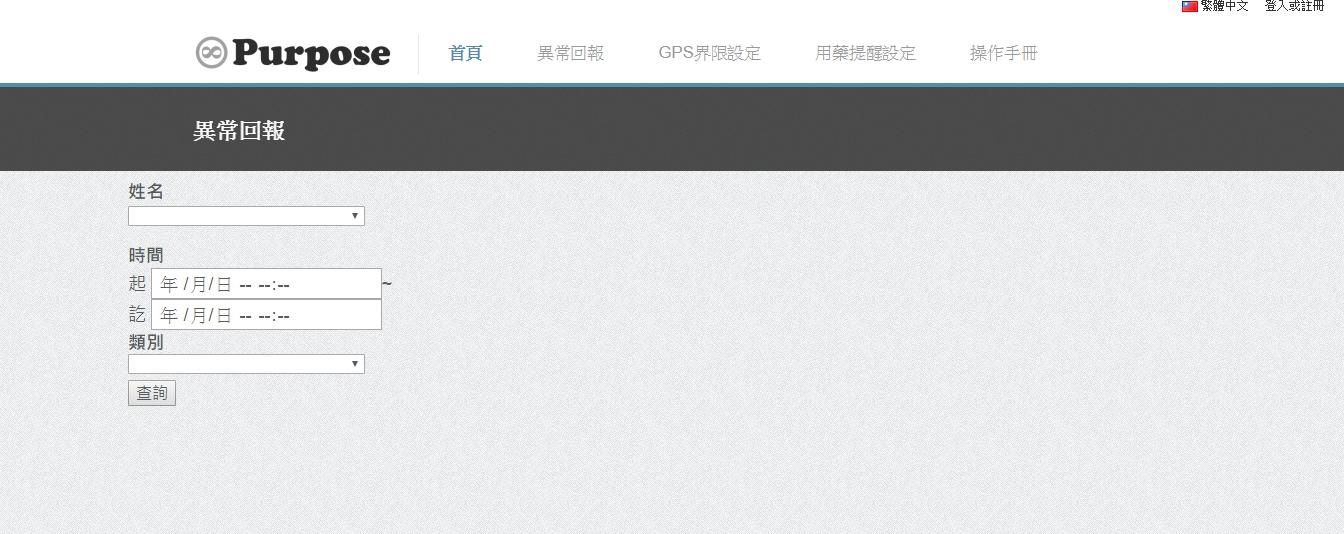 繁體中文 登入或註冊
Purpose 首頁 異常回報 GPS界限設定 用藥提醒設定 操作手冊
異常回報
姓名
時間
起 年 /月/日 -- --:-- ~
訖 年 /月/日 -- --:--
類別
查詢